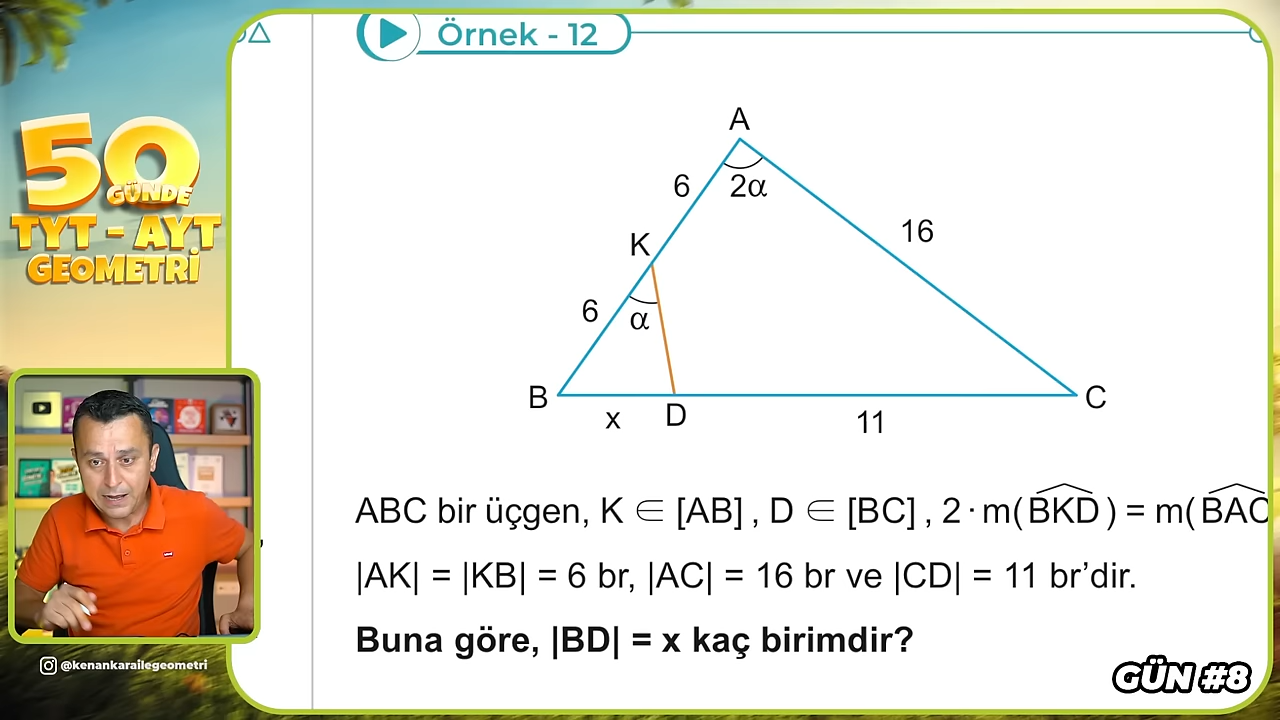 Örnek - 12
50
GÜNDE
TYT - AYT
GEOMETRİ
A
6
2α
16
K
6
α
B
x
D
11
C
ABC bir üçgen, K ∈ [AB] , D ∈ [BC] , 2 · m(BKD) = m(BAC
|AK| = |KB| = 6 br, |AC| = 16 br ve |CD| = 11 br’dir.
Buna göre, |BD| = x kaç birimdir?
@kenankarailegeometri
GÜN #8